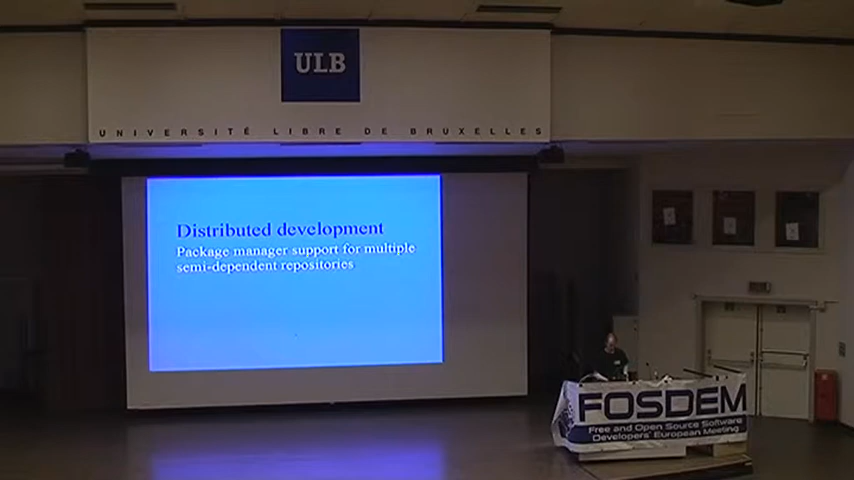 ULB
UNIVERSITÉ LIBRE DE BRUXELLES
Distributed development
Package manager support for multiple
semi-dependent repositories
FOSDEM
Free and Open Source Software
Developers' European Meeting